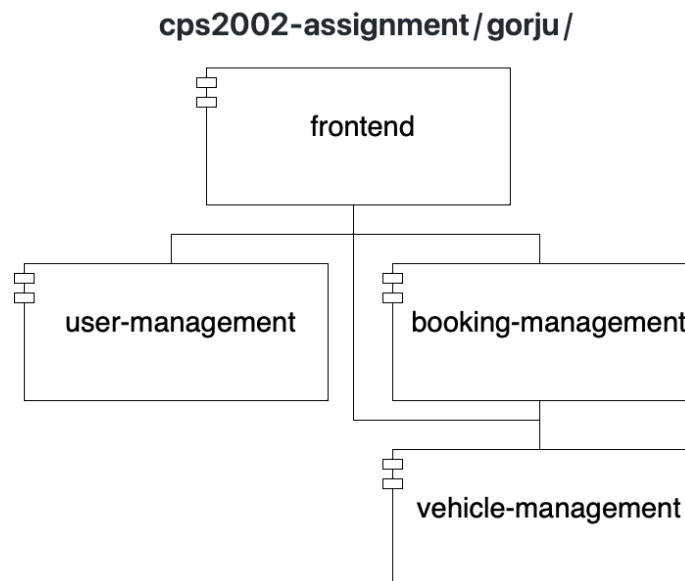 cps2002-assignment/gorju/
frontend
user-management
booking-management
vehicle-management